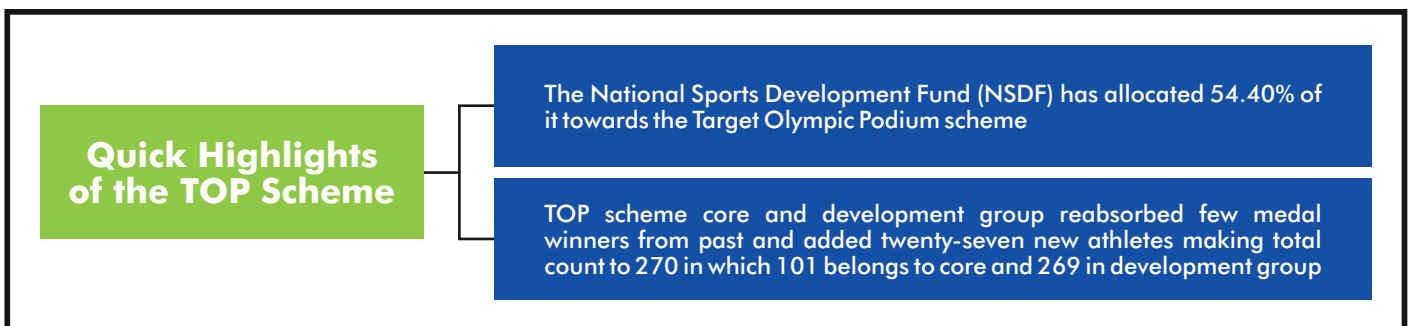 Quick Highlights
of the TOP Scheme
The National Sports Development Fund (NSDF) has allocated 54.40% of
it towards the Target Olympic Podium scheme
TOP scheme core and development group reabsorbed few medal
winners from past and added twenty-seven new athletes making total
count to 270 in which 101 belongs to core and 269 in development group